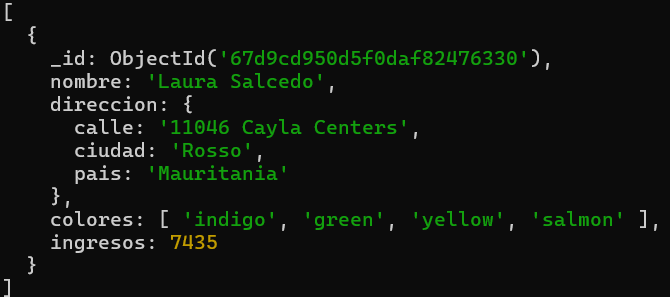 [
  {
    _id: ObjectId('67d9cd950d5f0daf82476330'),
    nombre: 'Laura Salcedo',
    direccion: {
      calle: '11046 Cayla Centers',
      ciudad: 'Rosso',
      pais: 'Mauritania'
    },
    colores: [ 'indigo', 'green', 'yellow', 'salmon' ],
    ingresos: 7435
  }
]